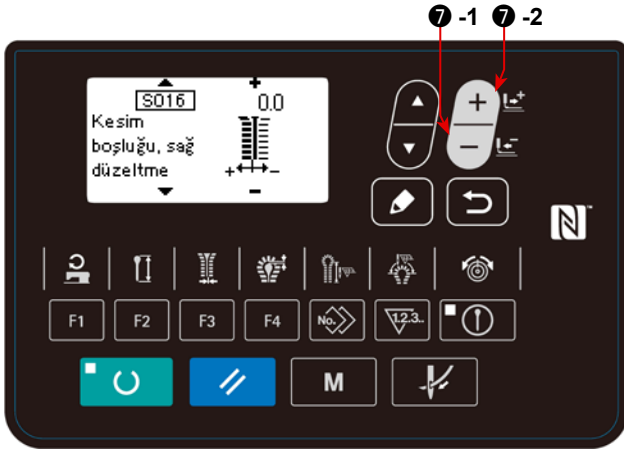 ❼ -1 ❼ -2
S016 0.0
Kesim
boşluğu, sağ
düzeltme
F1 F2 F3 F4 No. 1.2.3..
M